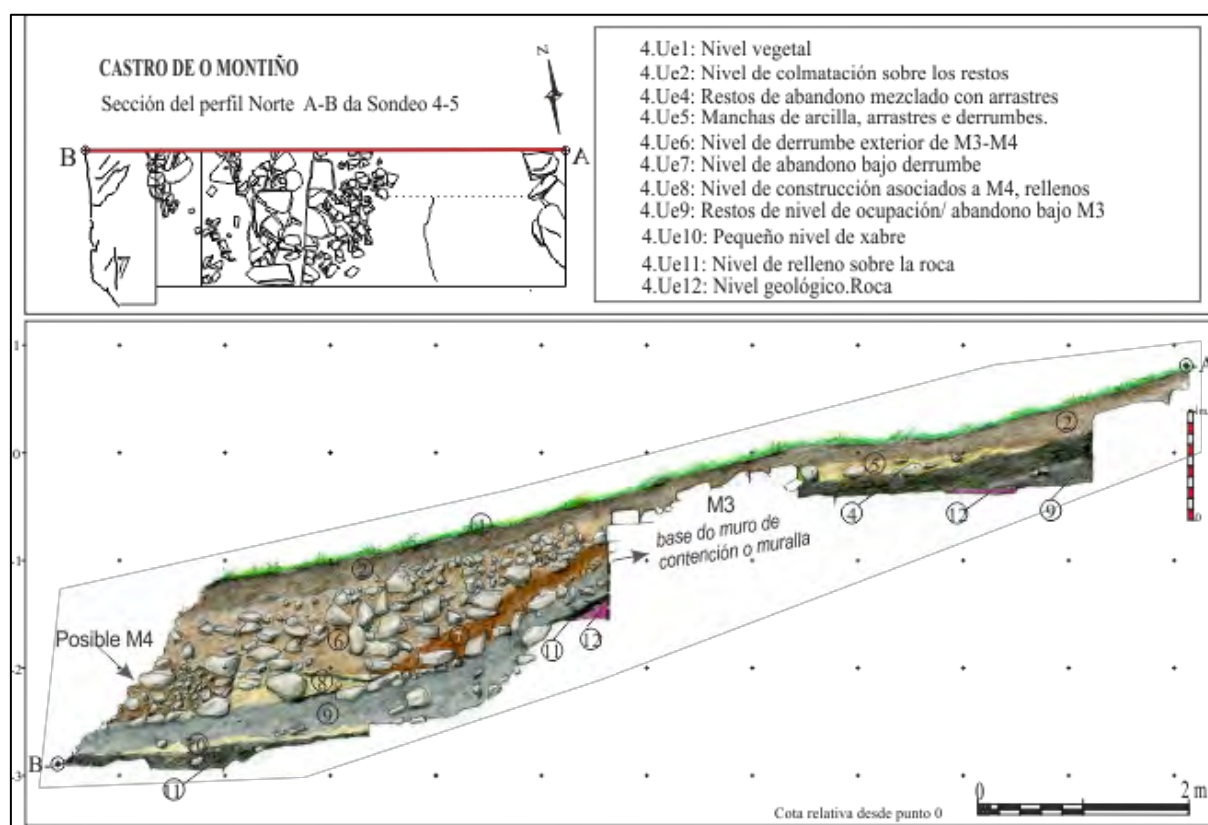 CASTRO DE O MONTIÑO
Sección del perfil Norte A-B da Sondeo 4-5
Z
B
A
4.Ue1: Nivel vegetal
4.Ue2: Nivel de colmatación sobre los restos
4.Ue4: Restos de abandono mezclado con arrastres
4.Ue5: Manchas de arcilla, arrastres e derrumbes.
4.Ue6: Nivel de derrumbe exterior de M3-M4
4.Ue7: Nivel de abandono bajo derrumbe
4.Ue8: Nivel de construcción asociados a M4, rellenos
4.Ue9: Restos de nivel de ocupación/ abandono bajo M3
4.Ue10: Pequeño nivel de xabre
4.Ue11: Nivel de relleno sobre la roca
4.Ue12: Nivel geológico.Roca
1
A
2
0
5
M3
4
12
9
0
base do muro de
contención o muralla
1
-1
2
Posible M4
6
7
11
12
-2
8
9
B
10
-3
11
0
2 m
Cota relativa desde punto 0